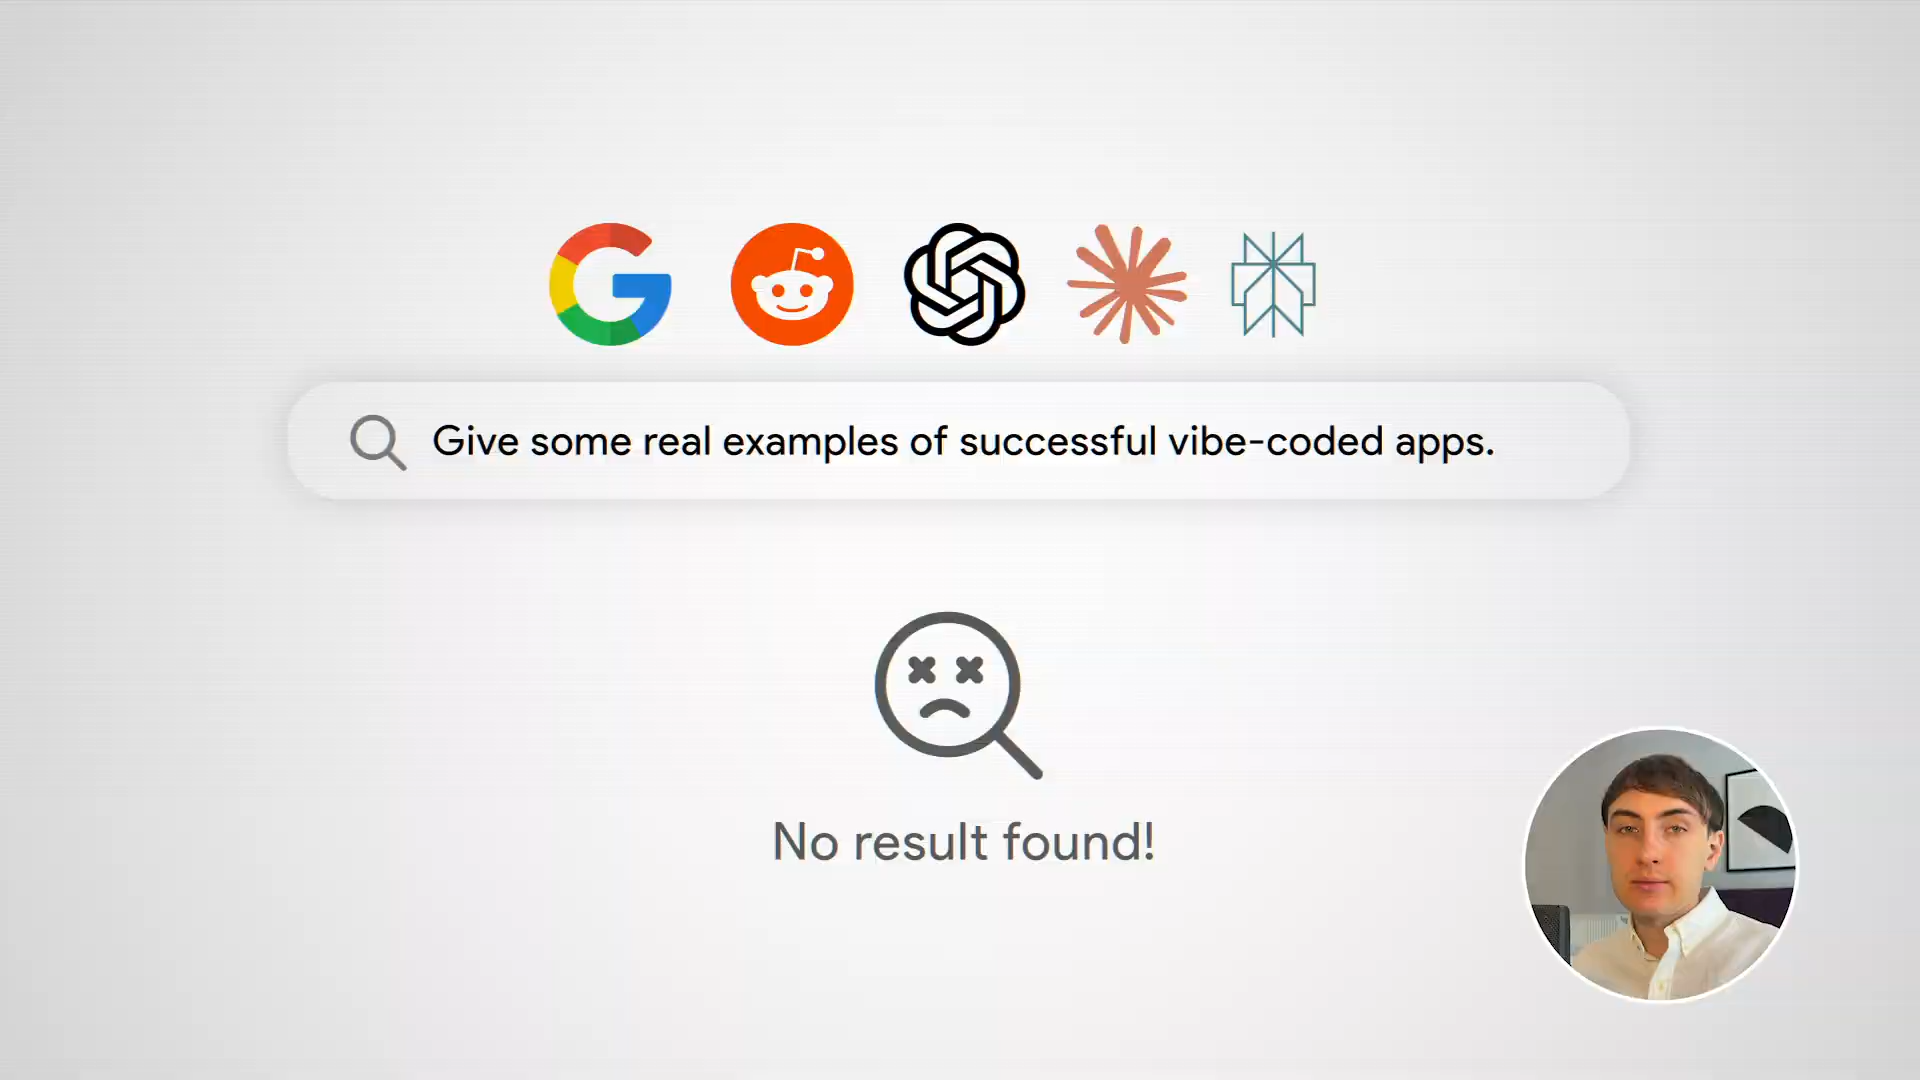 Give some real examples of successful vibe-coded apps.
No result found!